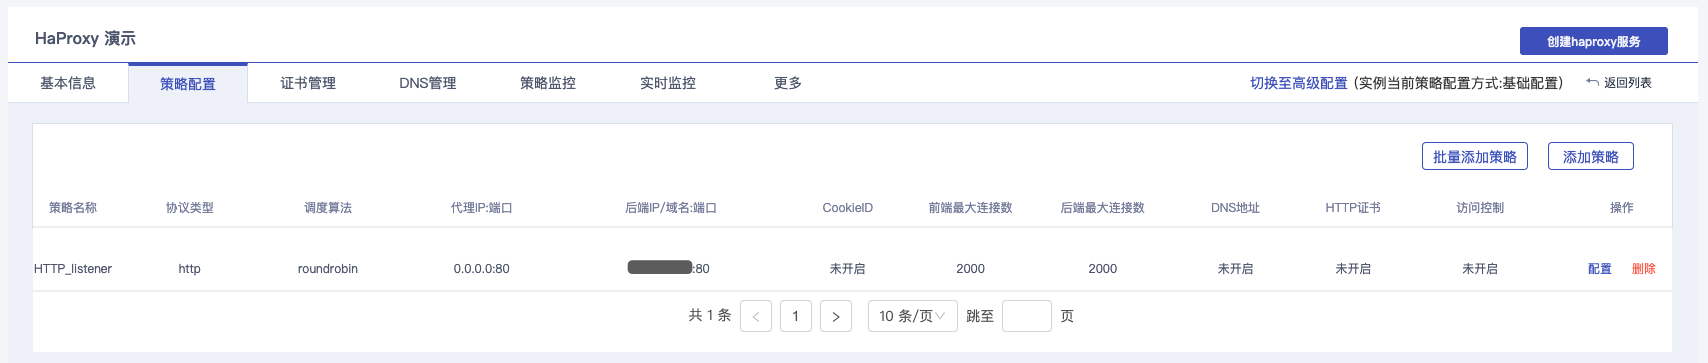 HaProxy 演示
创建haproxy服务
基本信息 策略配置 证书管理 DNS管理 策略监控 实时监控 更多 切换至高级配置 (实例当前策略配置方式:基础配置) 返回列表
批量添加策略 添加策略
策略名称 协议类型 调度算法 代理IP:端口 后端IP/域名:端口 CookieID 前端最大连接数 后端最大连接数 DNS地址 HTTP证书 访问控制 操作
HTTP_listener http roundrobin 0.0.0.0:80 :80 未开启 2000 2000 未开启 未开启 未开启 配置 删除
共 1 条 < 1 > 10 条/页 跳至 页